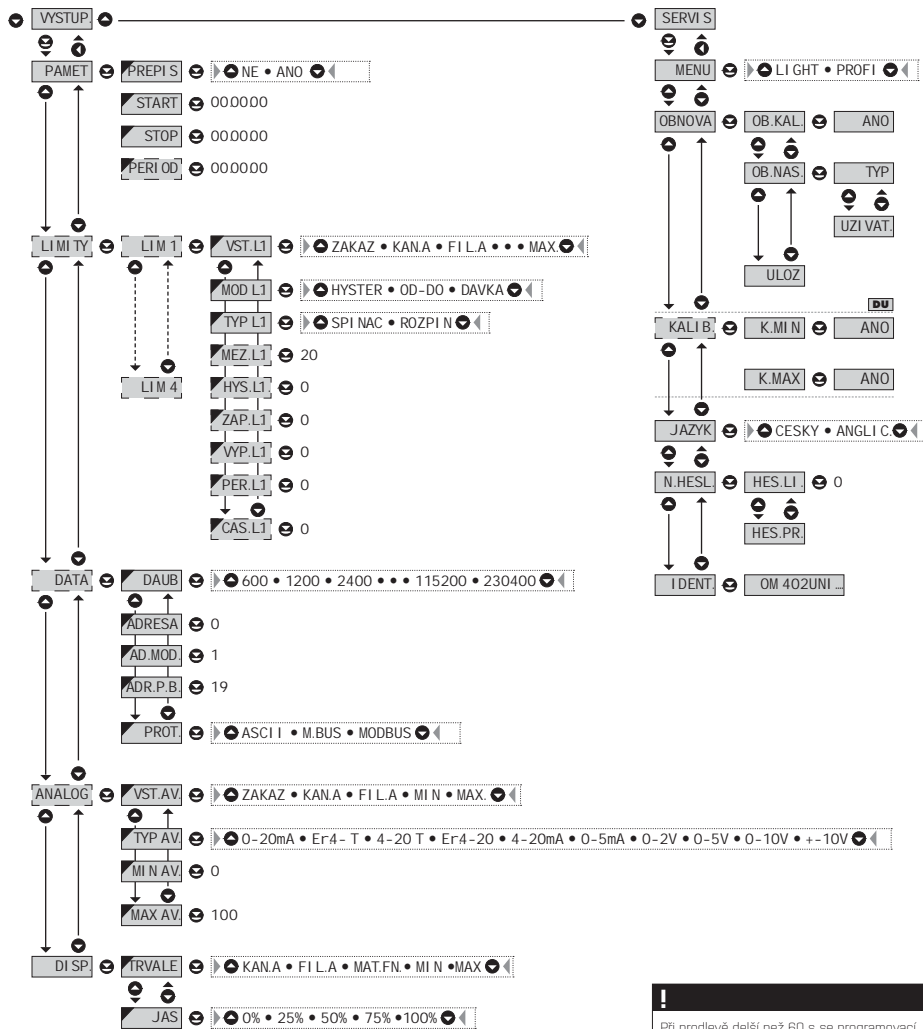 VYSTUP.
PAMET PREPIS NE • ANO
START 00.00.00
STOP 00.00.00
PERIOD 00.00.00
LIMITY LIM 1 VST.L1 ZAKAZ • KAN.A • FIL.A • • • MAX.
MOD L1 HYSTER • OD-DO • DAVKA
TYP L1 SPINAC • ROZPIN
MEZ.L1 20
LIM 4 HYS.L1 0
ZAP.L1 0
VYP.L1 0
PER.L1 0
CAS.L1 0
DATA DAUB 600 • 1200 • 2400 • • • 115200 • 230400
ADRESA 0
AD.MOD. 1
ADR.P.B. 19
PROT. ASCII • M.BUS • MODBUS
ANALOG VST.AV. ZAKAZ • KAN.A • FIL.A • MIN • MAX.
TYP AV. 0-20mA • Er4-T • 4-20 T • Er4-20 • 4-20mA • 0-5mA • 0-2V • 0-5V • 0-10V • +-10V
MIN AV. 0
MAX AV. 100
DISP. TRVALE KAN.A • FIL.A • MAT.FN. • MIN •MAX
JAS 0% • 25% • 50% • 75% •100%
SERVIS
MENU LIGHT • PROFI
OBNOVA OB.KAL. ANO
OB.NAS. TYP
UZIVAT.
ULOZ
DU
KALIB. K.MIN ANO
K.MAX ANO
JAZYK CESKY • ANGLIC.
N.HESL. HES.LI. 0
HES.PR.
IDENT. OM 402UNI ...
!
Při prodlevě delší než 60 s se programovací